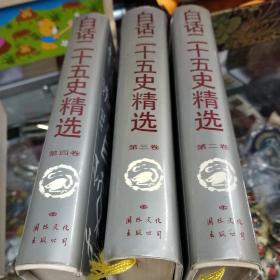 白话二十五史精选
第四卷
国际文化
出版公司
白话二十五史精选
第三卷
国际文化
出版公司
白话二十五史精选
第二卷
国际文化
出版公司